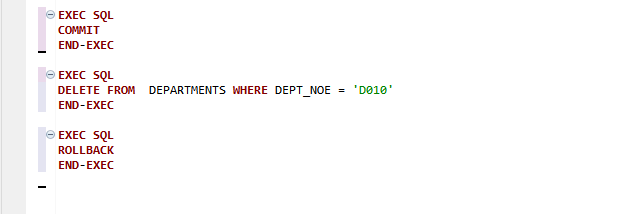 EXEC SQL
COMMIT
END-EXEC
EXEC SQL
DELETE FROM  DEPARTMENTS WHERE DEPT_NOE = 'D010'
END-EXEC
EXEC SQL
ROLLBACK
END-EXEC